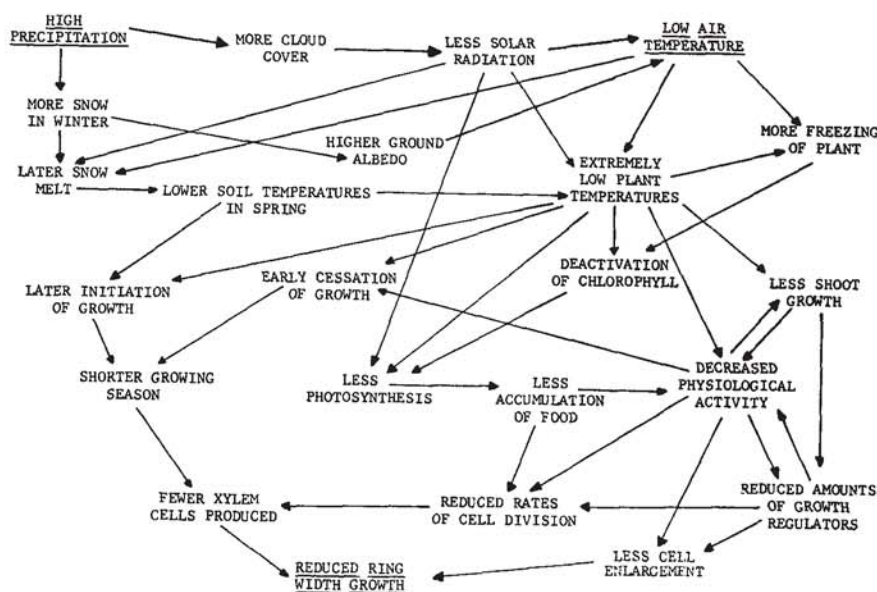 HIGH
PRECIPITATION
MORE CLOUD
COVER
LESS SOLAR
RADIATION
LOW AIR
TEMPERATURE
MORE SNOW
IN WINTER
HIGHER GROUND
ALBEDO
MORE FREEZING
OF PLANT
LATER SNOW
MELT
LOWER SOIL TEMPERATURES
IN SPRING
EXTREMELY
LOW PLANT
TEMPERATURES
LATER INITIATION
OF GROWTH
EARLY CESSATION
OF GROWTH
DEACTIVATION
OF CHLOROPHYLL
LESS SHOOT
GROWTH
SHORTER GROWING
SEASON
LESS
PHOTOSYNTHESIS
LESS
ACCUMULATION
OF FOOD
DECREASED
PHYSIOLOGICAL
ACTIVITY
FEWER XYLEM
CELLS PRODUCED
REDUCED RATES
OF CELL DIVISION
REDUCED AMOUNTS
OF GROWTH
REGULATORS
REDUCED RING
WIDTH GROWTH
LESS CELL
ENLARGEMENT